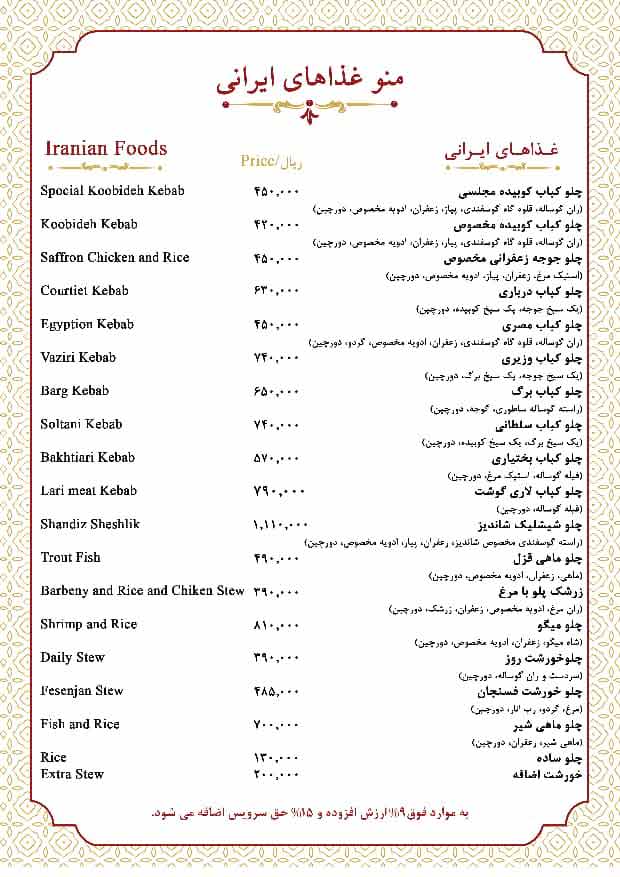 منو غذاهای ایرانی
Iranian Foods Price/ریال غـذاهـای ایـرانی
Spocial Koobideh Kebab ۴۵۰,۰۰۰ چلو کباب کوبیده مجلسی
(ران گوساله، قلوه گاه گوسفندی، پیاز، زعفران، ادویه مخصوص، دورچین)
Koobideh Kebab ۴۲۰,۰۰۰ چلو کباب کوبیده مخصوص
(ران گوساله، قلوه گاه گوسفندی، پیاز، زعفران، ادویه مخصوص، دورچین)
Saffron Chicken and Rice ۴۵۰,۰۰۰ چلو جوجه زعفرانی مخصوص
(استیک مرغ، زعفران، پیاز، ادویه مخصوص، دورچین)
Courtiet Kebab ۶۳۰,۰۰۰ چلو کباب درباری
(یک سیخ جوجه، یک سیخ کوبیده، دورچین)
Egyption Kebab ۴۵۰,۰۰۰ چلو کباب مصری
(ران گوساله، قلوه گاه گوسفندی، زعفران، ادویه مخصوص، گردو، دورچین)
Vaziri Kebab ۷۴۰,۰۰۰ چلو کباب وزیری
(یک سیخ جوجه، یک سیخ برگ، دورچین)
Barg Kebab ۶۵۰,۰۰۰ چلو کباب برگ
(راسته گوساله ساطوری، گوجه، دورچین)
Soltani Kebab ۷۴۰,۰۰۰ چلو کباب سلطانی
(یک سیخ برگ، یک سیخ کوبیده، دورچین)
Bakhtiari Kebab ۵۷۰,۰۰۰ چلو کباب بختیاری
(فیله گوساله، استیک مرغ، دورچین)
Lari meat Kebab ۷۹۰,۰۰۰ چلو کباب لاری گوشت
(فیله گوساله، دورچین)
Shandiz Sheshlik ۱,۱۱۰,۰۰۰ چلو شیشلیک شاندیز
(راسته گوسفندی مخصوص شاندیز، زعفران، پیاز، ادویه مخصوص، دورچین)
Trout Fish ۴۹۰,۰۰۰ چلو ماهی قزل
(ماهی، زعفران، ادویه مخصوص، دورچین)
Barbeny and Rice and Chiken Stew ۳۹۰,۰۰۰ زرشک پلو با مرغ
(ران مرغ، ادویه مخصوص، زعفران، زرشک، دورچین)
Shrimp and Rice ۸۱۰,۰۰۰ چلو میگو
(شاه میگو، زعفران، ادویه مخصوص، دورچین)
Daily Stew ۳۹۰,۰۰۰ چلوخورشت روز
(سردست و ران گوساله، دورچین)
Fesenjan Stew ۴۸۵,۰۰۰ چلو خورشت فسنجان
(مرغ، گردو، رب انار، دورچین)
Fish and Rice ۷۰۰,۰۰۰ چلو ماهی شیر
(ماهی شیر، زعفران، دورچین)
Rice ۱۳۰,۰۰۰ چلو ساده
Extra Stew ۲۰۰,۰۰۰ خورشت اضافه
به موارد فوق۹%ارزش افزوده و ۱۵% حق سرویس اضافه می شود.